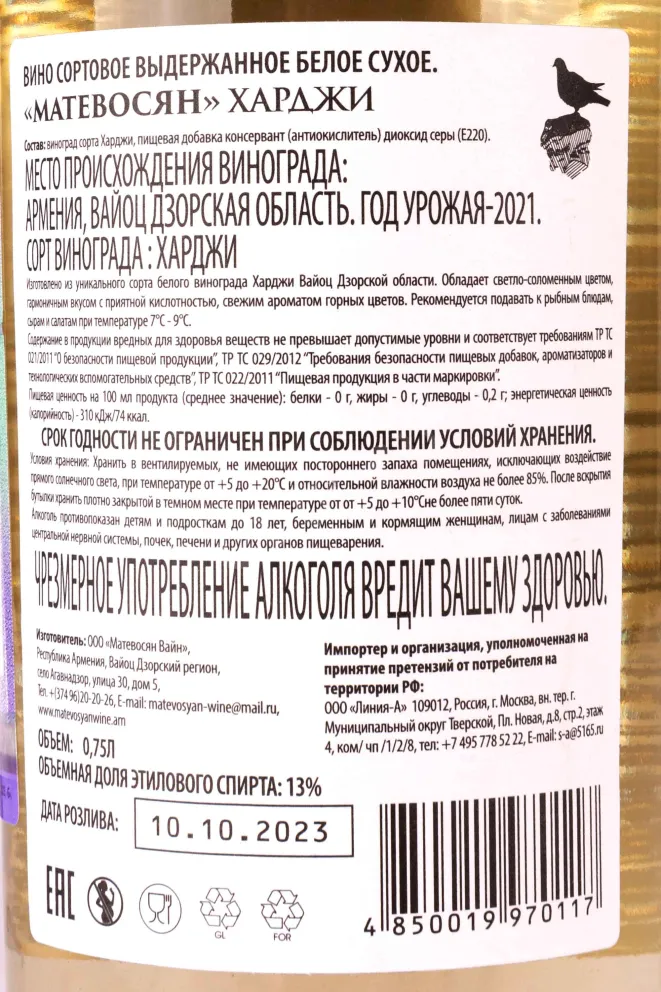 ВИНО СОРТОВОЕ ВЫДЕРЖАННОЕ БЕЛОЕ СУХОЕ.
«МАТЕВОСЯН» ХАРДЖИ
Состав: виноград сорта Харджи, пищевая добавка консервант (антиокислитель) диоксид серы (Е220).
МЕСТО ПРОИСХОЖДЕНИЯ ВИНОГРАДА:
АРМЕНИЯ, ВАЙОЦ ДЗОРСКАЯ ОБЛАСТЬ. ГОД УРОЖАЯ-2021.
СОРТ ВИНОГРАДА : ХАРДЖИ
Изготовлено из уникального сорта белого винограда Харджи Вайоц Дзорской области. Обладает светло-соломенным цветом,
гармоничным вкусом с приятной кислотностью, свежим ароматом горных цветов. Рекомендуется подавать к рыбным блюдам,
сырам и салатам при температуре 7°С - 9°С.
Содержание в продукции вредных для здоровья веществ не превышает допустимые уровни и соответствует требованиям ТР ТС
021/2011 "О безопасности пищевой продукции", ТР ТС 029/2012 "Требования безопасности пищевых добавок, ароматизаторов и
технологических вспомогательных средств", ТР ТС 022/2011 "Пищевая продукция в части маркировки".
Пищевая ценность на 100 мл продукта (среднее значение): белки - 0 г, жиры - 0 г, углеводы - 0,2 г; энергетическая ценность
(калорийность) - 310 кДж/74 ккал.
СРОК ГОДНОСТИ НЕ ОГРАНИЧЕН ПРИ СОБЛЮДЕНИИ УСЛОВИЙ ХРАНЕНИЯ.
Условия хранения: Хранить в вентилируемых, не имеющих постороннего запаха помещениях, исключающих воздействие
прямого солнечного света, при температуре от +5 до +20°С и относительной влажности воздуха не более 85%. После вскрытия
бутылки хранить плотно закрытой в темном месте при температуре от от +5 до +10°Сне более пяти суток.
Алкоголь противопоказан детям и подросткам до 18 лет, беременным и кормящим женщинам, лицам с заболеваниями
центральной нервной системы, почек, печени и других органов пищеварения.
ЧРЕЗМЕРНОЕ УПОТРЕБЛЕНИЕ АЛКОГОЛЯ ВРЕДИТ ВАШЕМУ ЗДОРОВЬЮ.
Изготовитель: ООО «Матевосян Вайн»,
Республика Армения, Вайоц Дзорский регион,
село Агавнадзор, улица 30, дом 5,
Тел. +(374 96)20-20-26, E-mail: matevosyan-wine@mail.ru,
www.matevosyanwine.am
Импортер и организация, уполномоченная на
принятие претензий от потребителя на
территории РФ:
ООО «Линия-А» 109012, Россия, г. Москва, вн. тер. г.
Муниципальный округ Тверской, Пл. Новая, д.8, стр.2, этаж
4, ком/ чп /1/2/8, тел: +7 495 778 52 22, E-mail: s-a@5165.ru
ОБЪЕМ: 0,75Л
ОБЪЕМНАЯ ДОЛЯ ЭТИЛОВОГО СПИРТА: 13%
ДАТА РОЗЛИВА: 10.10.2023
EAC
GL
FOR
4 850019 970117